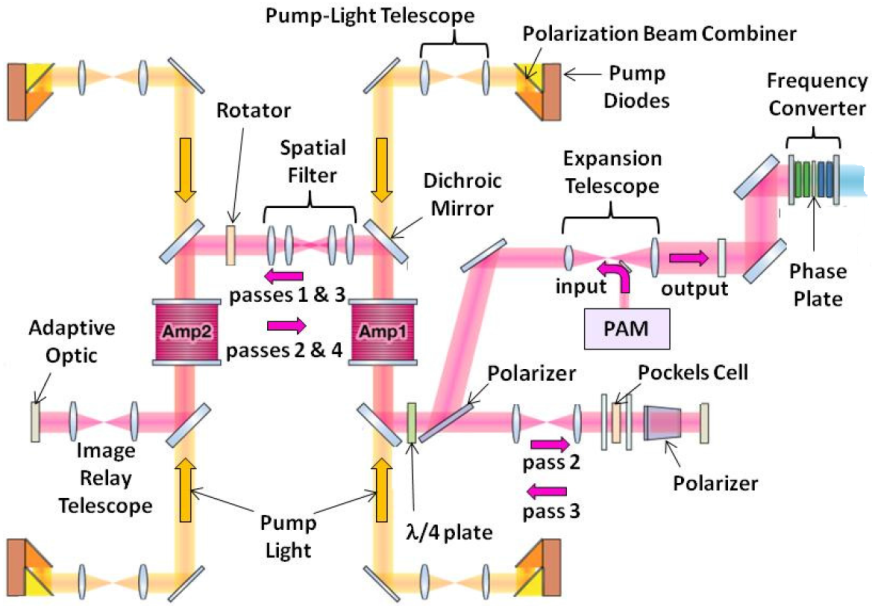 Pump-Light Telescope
Polarization Beam Combiner
Pump
Diodes
Frequency
Converter
Rotator
Spatial
Filter
Dichroic
Mirror
Expansion
Telescope
passes 1 & 3
input
output
Phase
Plate
Adaptive
Optic
Amp2
passes 2 & 4
Amp1
PAM
Polarizer
Pockels Cell
Image
Relay
Telescope
pass 2
pass 3
Polarizer
Pump
Light
λ/4 plate